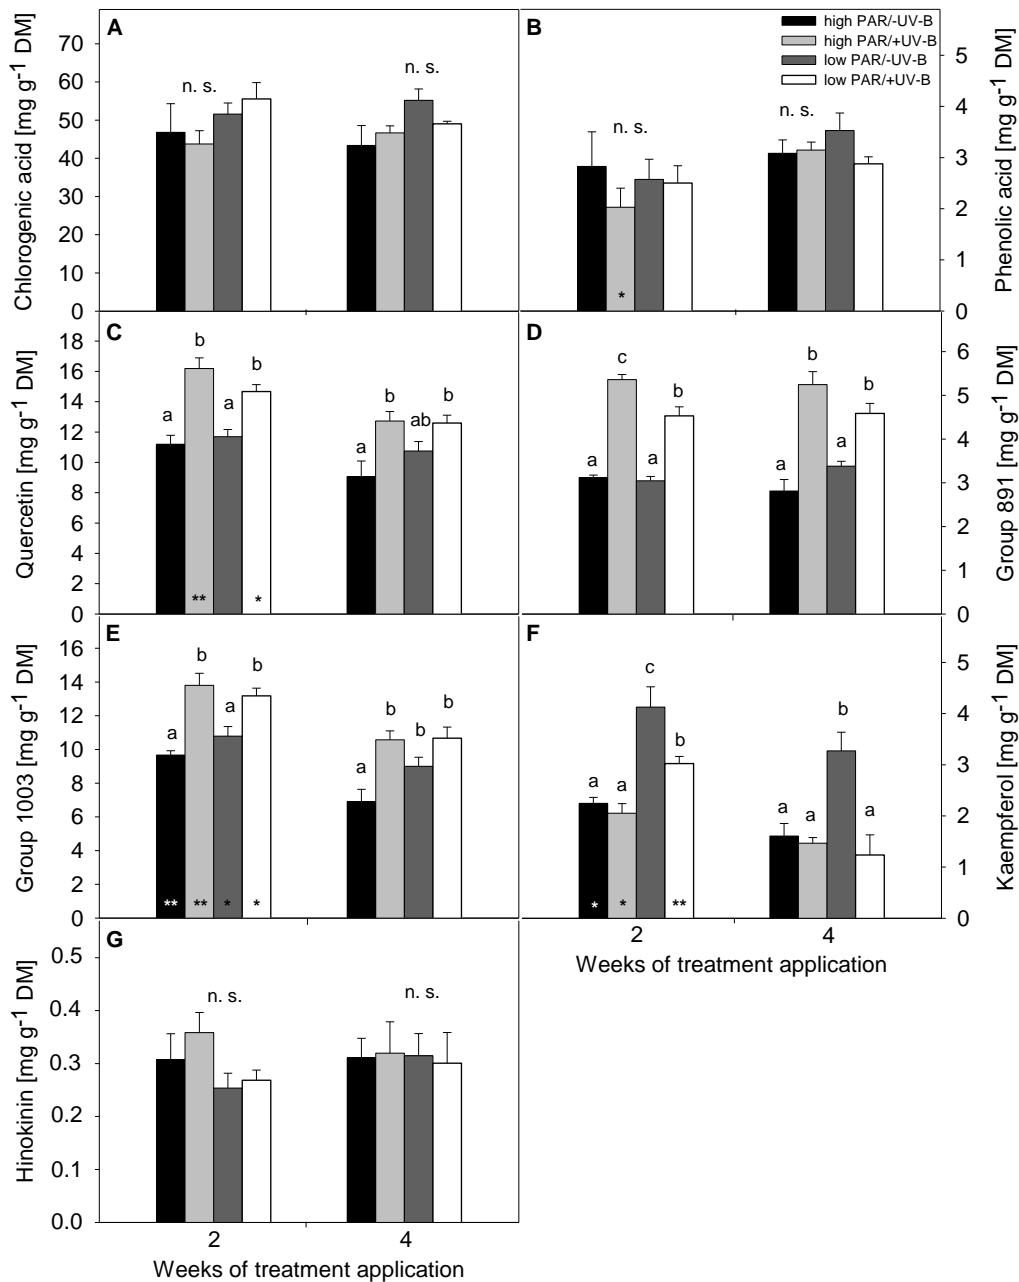 A
Chlorogenic acid [mg g⁻¹ DM]
70
60
50
40
30
20
10
0
n. s.
n. s.
B
high PAR/-UV-B
high PAR/+UV-B
low PAR/-UV-B
low PAR/+UV-B
Phenolic acid [mg g⁻¹ DM]
5
4
3
2
1
0
n. s.
n. s.
*
C
Quercetin [mg g⁻¹ DM]
18
16
14
12
10
8
6
4
2
0
a
b
a
b
a
b
ab
b
**
*
D
Group 891 [mg g⁻¹ DM]
6
5
4
3
2
1
0
a
c
a
b
a
b
a
b
E
Group 1003 [mg g⁻¹ DM]
16
14
12
10
8
6
4
2
0
a
b
a
b
a
b
b
b
**
**
*
*
F
Kaempferol [mg g⁻¹ DM]
5
4
3
2
1
0
a
a
c
b
a
a
b
a
*
*
**
2
4
Weeks of treatment application
G
Hinokinin [mg g⁻¹ DM]
0.5
0.4
0.3
0.2
0.1
0.0
n. s.
n. s.
2
4
Weeks of treatment application